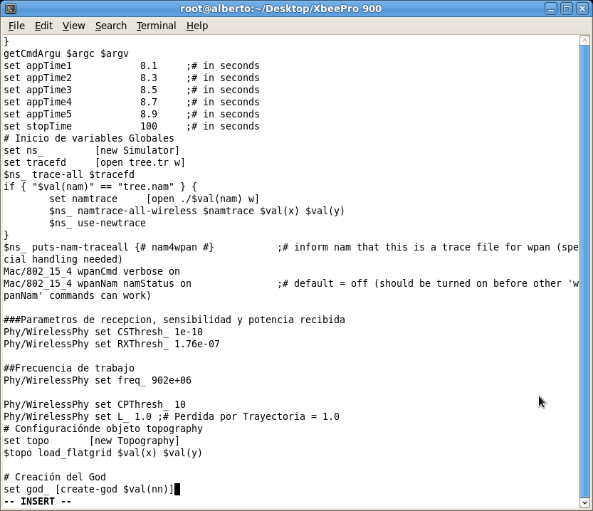 root@alberto:~/Desktop/XbeePro 900
File Edit View Search Terminal Help
}
getCmdArgu $argc $argv
set appTime1            8.1     ;# in seconds
set appTime2            8.3     ;# in seconds
set appTime3            8.5     ;# in seconds
set appTime4            8.7     ;# in seconds
set appTime5            8.9     ;# in seconds
set stopTime            100     ;# in seconds
# Inicio de variables Globales
set ns_         [new Simulator]
set tracefd     [open tree.tr w]
$ns_ trace-all $tracefd
if { "$val(nam)" == "tree.nam" } {
        set namtrace     [open ./$val(nam) w]
        $ns_ namtrace-all-wireless $namtrace $val(x) $val(y)
        $ns_ use-newtrace
}
$ns_ puts-nam-traceall {# nam4wpan #}           ;# inform nam that this is a trace file for wpan (spe
cial handling needed)
Mac/802_15_4 wpanCmd verbose on
Mac/802_15_4 wpanNam namStatus on               ;# default = off (should be turned on before other 'w
panNam' commands can work)
###Parametros de recepcion, sensibilidad y potencia recibida
Phy/WirelessPhy set CSThresh_ 1e-10
Phy/WirelessPhy set RXThresh_ 1.76e-07
##Frecuencia de trabajo
Phy/WirelessPhy set freq_ 902e+06
Phy/WirelessPhy set CPThresh_ 10
Phy/WirelessPhy set L_ 1.0 ;# Perdida por Trayectoria = 1.0
# Configuraciónde objeto topography
set topo       [new Topography]
$topo load_flatgrid $val(x) $val(y)
# Creación del God
set god_ [create-god $val(nn)]
-- INSERT --